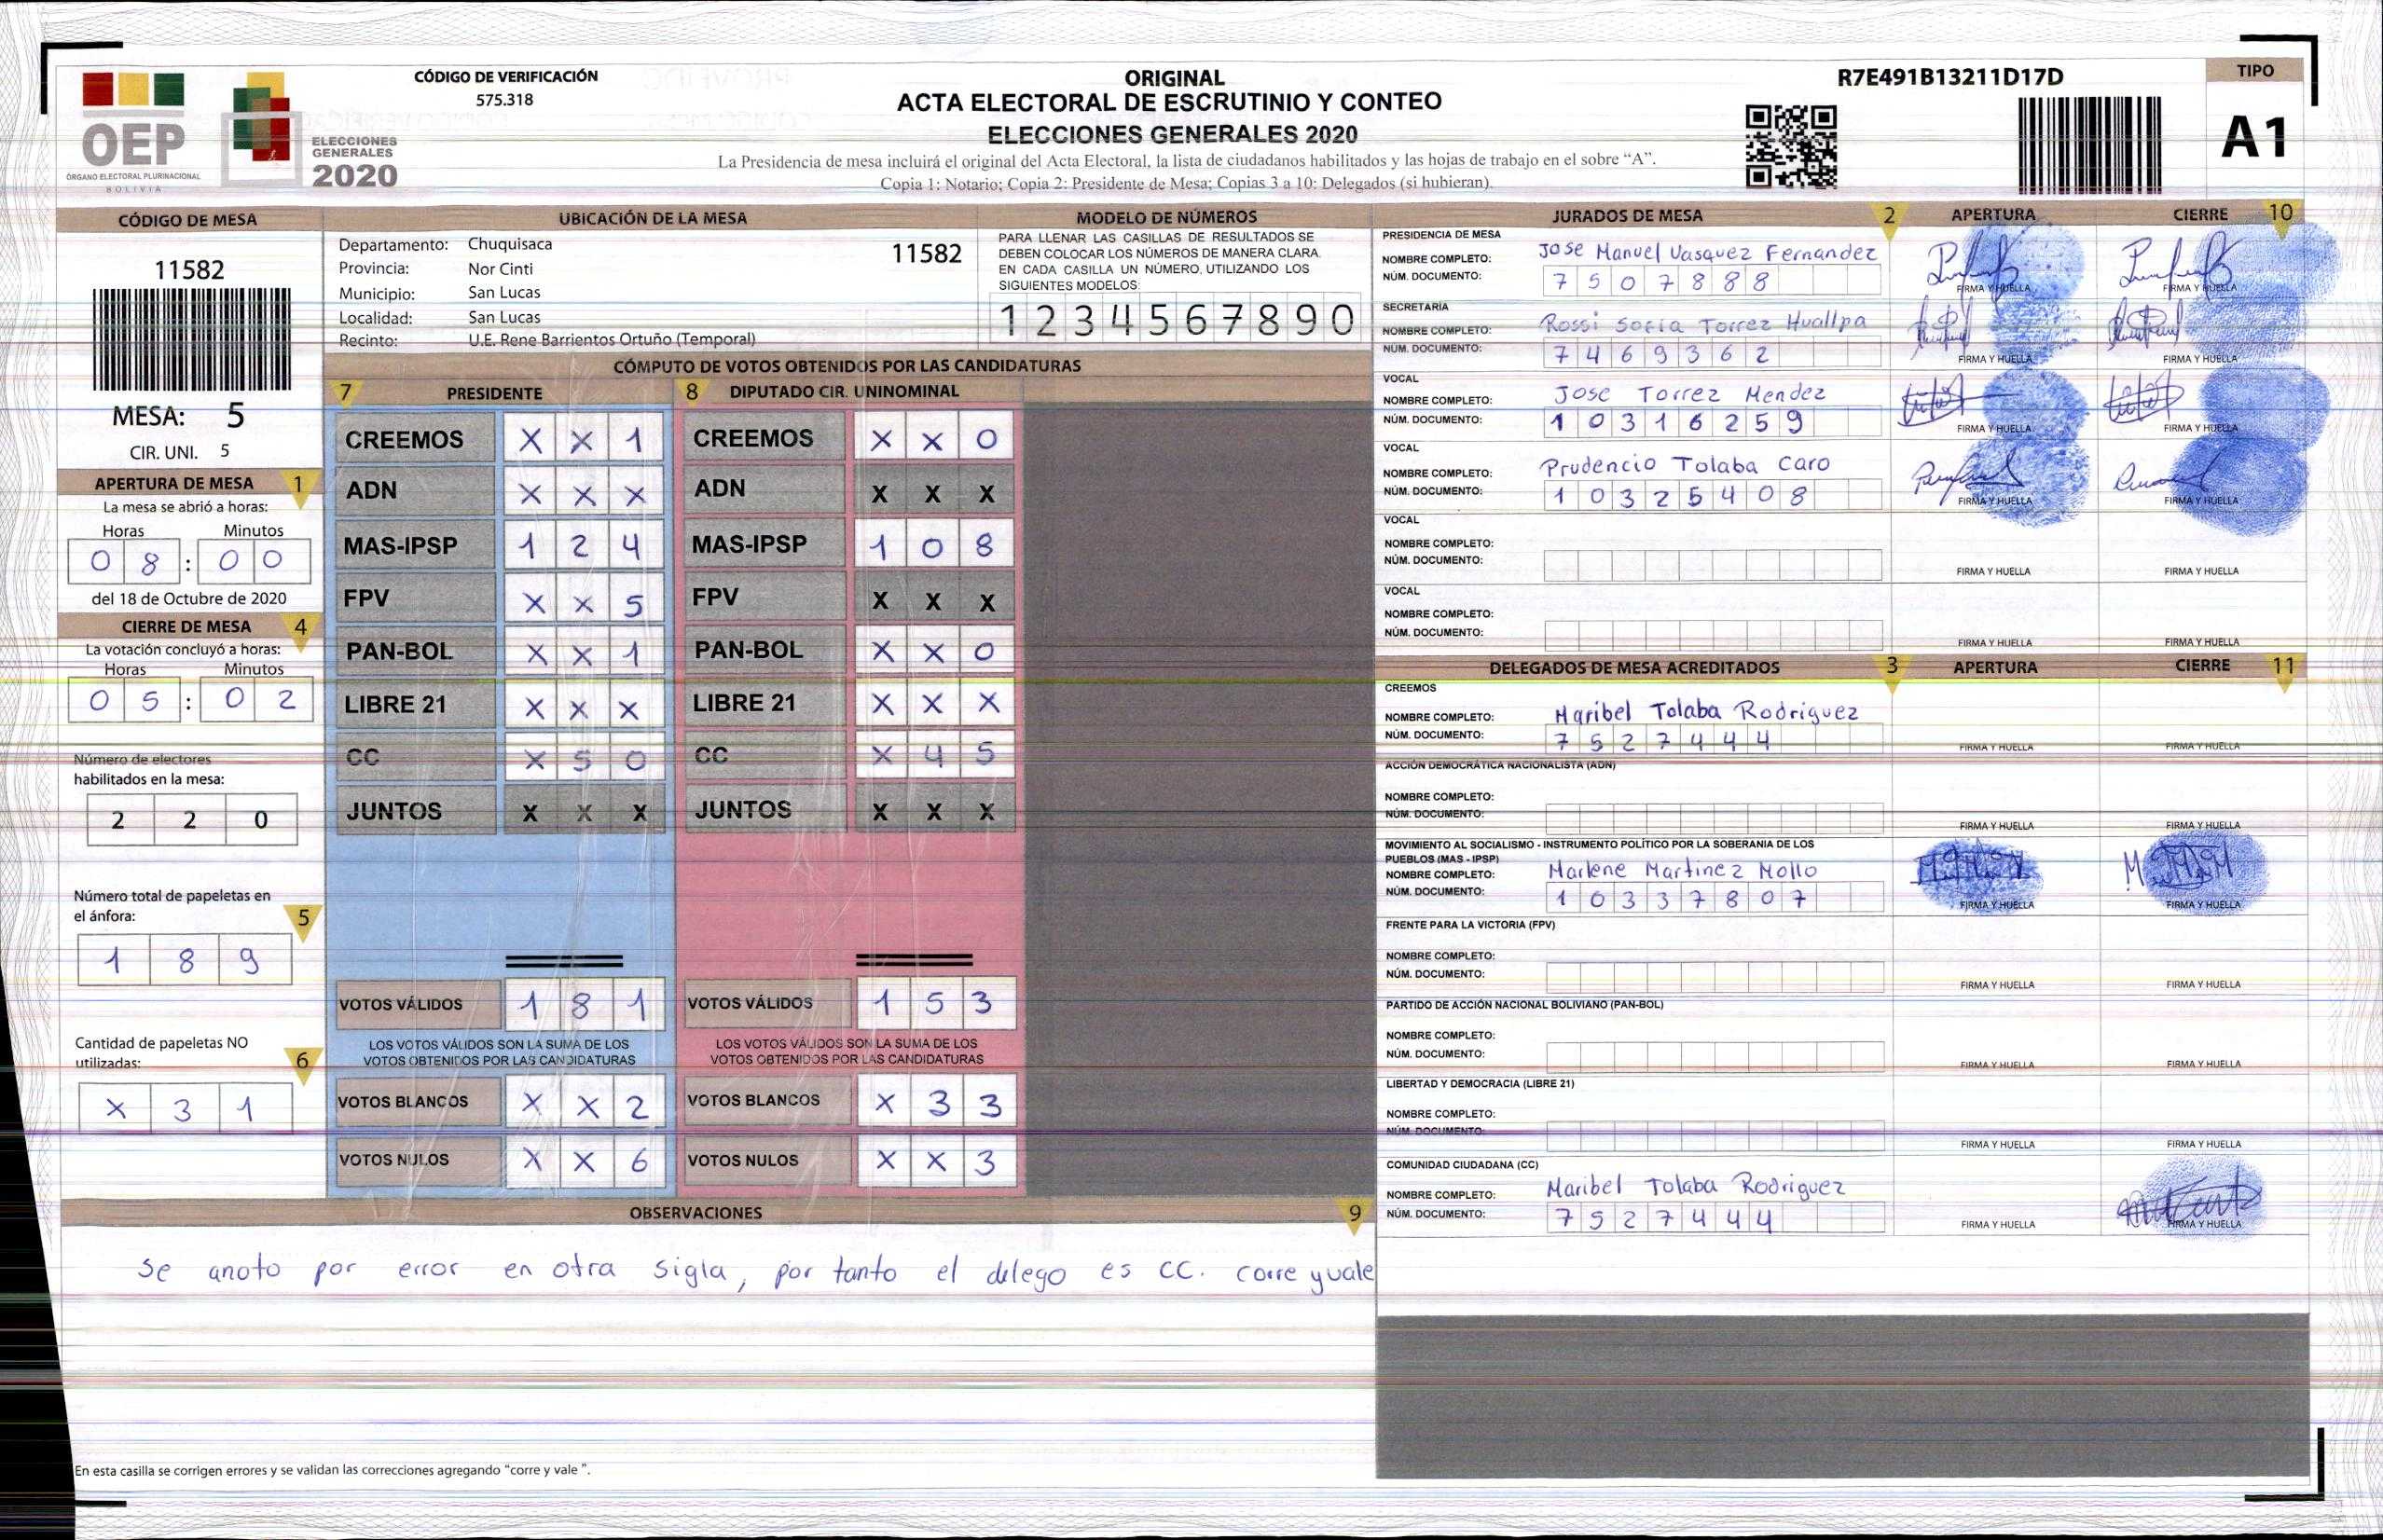 CÓDIGO DE VERIFICACIÓN
575.318
OEP
ÓRGANO ELECTORAL PLURINACIONAL
BOLIVIA
ELECCIONES
GENERALES
2020
ORIGINAL
ACTA ELECTORAL DE ESCRUTINIO Y CONTEO
ELECCIONES GENERALES 2020
La Presidencia de mesa incluirá el original del Acta Electoral, la lista de ciudadanos habilitados y las hojas de trabajo en el sobre “A”.
Copia 1: Notario; Copia 2: Presidente de Mesa; Copias 3 a 10: Delegados (si hubieran).
R7E491B13211D17D
TIPO
A1
CÓDIGO DE MESA
11582
MESA: 5
CIR. UNI. 5
APERTURA DE MESA 1
La mesa se abrió a horas:
Horas Minutos
0 8 : 0 0
del 18 de Octubre de 2020
CIERRE DE MESA 4
La votación concluyó a horas:
Horas Minutos
0 5 : 0 2
Número de electores
habilitados en la mesa:
2 2 0
Número total de papeletas en
el ánfora: 5
1 8 9
Cantidad de papeletas NO
utilizadas: 6
X 3 1
UBICACIÓN DE LA MESA
Departamento: Chuquisaca 11582
Provincia: Nor Cinti
Municipio: San Lucas
Localidad: San Lucas
Recinto: U.E. Rene Barrientos Ortuño (Temporal)
MODELO DE NÚMEROS
PARA LLENAR LAS CASILLAS DE RESULTADOS SE
DEBEN COLOCAR LOS NÚMEROS DE MANERA CLARA.
EN CADA CASILLA UN NÚMERO, UTILIZANDO LOS
SIGUIENTES MODELOS:
1 2 3 4 5 6 7 8 9 0
CÓMPUTO DE VOTOS OBTENIDOS POR LAS CANDIDATURAS
7 PRESIDENTE 8 DIPUTADO CIR. UNINOMINAL
CREEMOS X X 1 CREEMOS X X 0
ADN X X X ADN X X X
MAS-IPSP 1 2 4 MAS-IPSP 1 0 8
FPV X X 5 FPV X X X
PAN-BOL X X 1 PAN-BOL X X 0
LIBRE 21 X X X LIBRE 21 X X X
CC X 5 0 CC X 4 5
JUNTOS X X X JUNTOS X X X
VOTOS VÁLIDOS 1 8 1 VOTOS VÁLIDOS 1 5 3
LOS VOTOS VÁLIDOS SON LA SUMA DE LOS LOS VOTOS VÁLIDOS SON LA SUMA DE LOS
VOTOS OBTENIDOS POR LAS CANDIDATURAS VOTOS OBTENIDOS POR LAS CANDIDATURAS
VOTOS BLANCOS X X 2 VOTOS BLANCOS X 3 3
VOTOS NULOS X X 6 VOTOS NULOS X X 3
OBSERVACIONES 9
Se anoto por error en otra sigla, por tanto el delego es CC. corre y vale
En esta casilla se corrigen errores y se validan las correcciones agregando “corre y vale ”.
JURADOS DE MESA 2 APERTURA CIERRE 10
PRESIDENCIA DE MESA
NOMBRE COMPLETO: Jose Manuel Vasquez Fernandez
NÚM. DOCUMENTO: 7 5 0 7 8 8 8
FIRMA Y HUELLA FIRMA Y HUELLA
SECRETARÍA
NOMBRE COMPLETO: Rossi Sofia Torrez Huallpa
NÚM. DOCUMENTO: 7 4 6 9 3 6 2
FIRMA Y HUELLA FIRMA Y HUELLA
VOCAL
NOMBRE COMPLETO: Jose Torrez Mendez
NÚM. DOCUMENTO: 1 0 3 1 6 2 5 9
FIRMA Y HUELLA FIRMA Y HUELLA
VOCAL
NOMBRE COMPLETO: Prudencio Tolaba Caro
NÚM. DOCUMENTO: 1 0 3 2 5 4 0 8
FIRMA Y HUELLA FIRMA Y HUELLA
VOCAL
NOMBRE COMPLETO:
NÚM. DOCUMENTO:
FIRMA Y HUELLA FIRMA Y HUELLA
VOCAL
NOMBRE COMPLETO:
NÚM. DOCUMENTO:
FIRMA Y HUELLA FIRMA Y HUELLA
DELEGADOS DE MESA ACREDITADOS 3 APERTURA CIERRE 11
CREEMOS
NOMBRE COMPLETO: Maribel Tolaba Rodriguez
NÚM. DOCUMENTO: 7 5 2 7 4 4 4
FIRMA Y HUELLA FIRMA Y HUELLA
ACCIÓN DEMOCRÁTICA NACIONALISTA (ADN)
NOMBRE COMPLETO:
NÚM. DOCUMENTO:
FIRMA Y HUELLA FIRMA Y HUELLA
MOVIMIENTO AL SOCIALISMO - INSTRUMENTO POLÍTICO POR LA SOBERANIA DE LOS
PUEBLOS (MAS - IPSP)
NOMBRE COMPLETO: Marlene Martinez Mollo
NÚM. DOCUMENTO: 1 0 3 3 7 8 0 7
FIRMA Y HUELLA FIRMA Y HUELLA
FRENTE PARA LA VICTORIA (FPV)
NOMBRE COMPLETO:
NÚM. DOCUMENTO:
FIRMA Y HUELLA FIRMA Y HUELLA
PARTIDO DE ACCIÓN NACIONAL BOLIVIANO (PAN-BOL)
NOMBRE COMPLETO:
NÚM. DOCUMENTO:
FIRMA Y HUELLA FIRMA Y HUELLA
LIBERTAD Y DEMOCRACIA (LIBRE 21)
NOMBRE COMPLETO:
NÚM. DOCUMENTO:
FIRMA Y HUELLA FIRMA Y HUELLA
COMUNIDAD CIUDADANA (CC)
NOMBRE COMPLETO: Maribel Tolaba Rodriguez
NÚM. DOCUMENTO: 7 5 2 7 4 4 4
FIRMA Y HUELLA FIRMA Y HUELLA